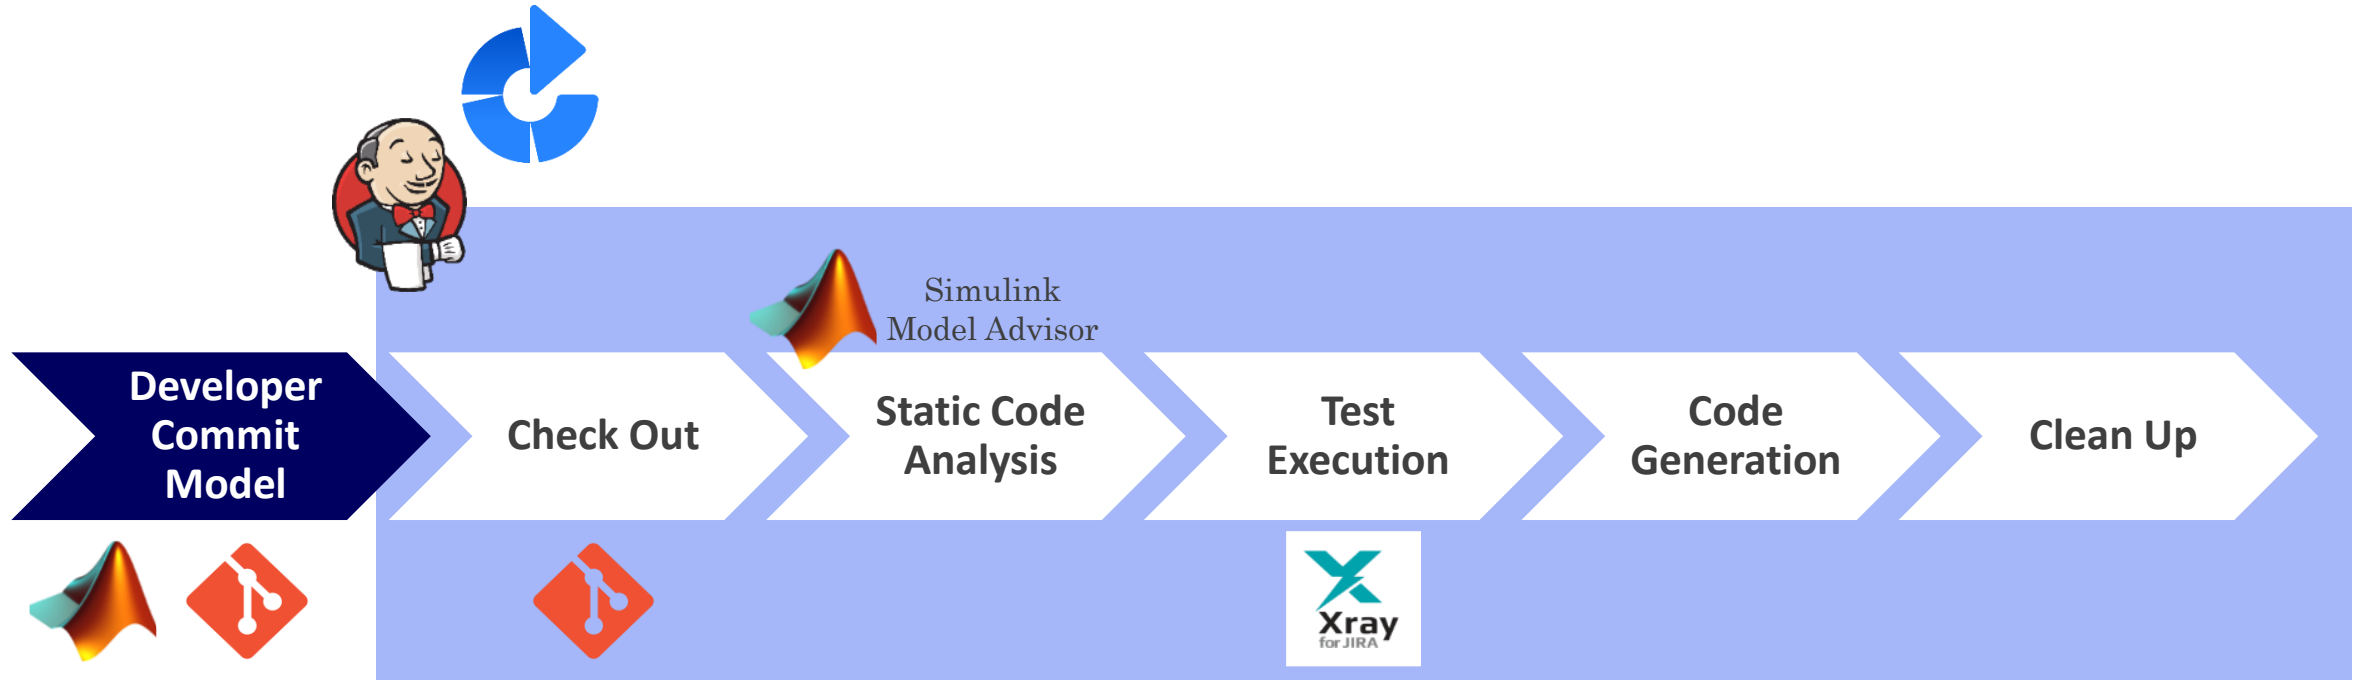 Simulink
Model Advisor
Developer
Commit
Model
Check Out
Static Code
Analysis
Test
Execution
Code
Generation
Clean Up
Xray
for JIRA